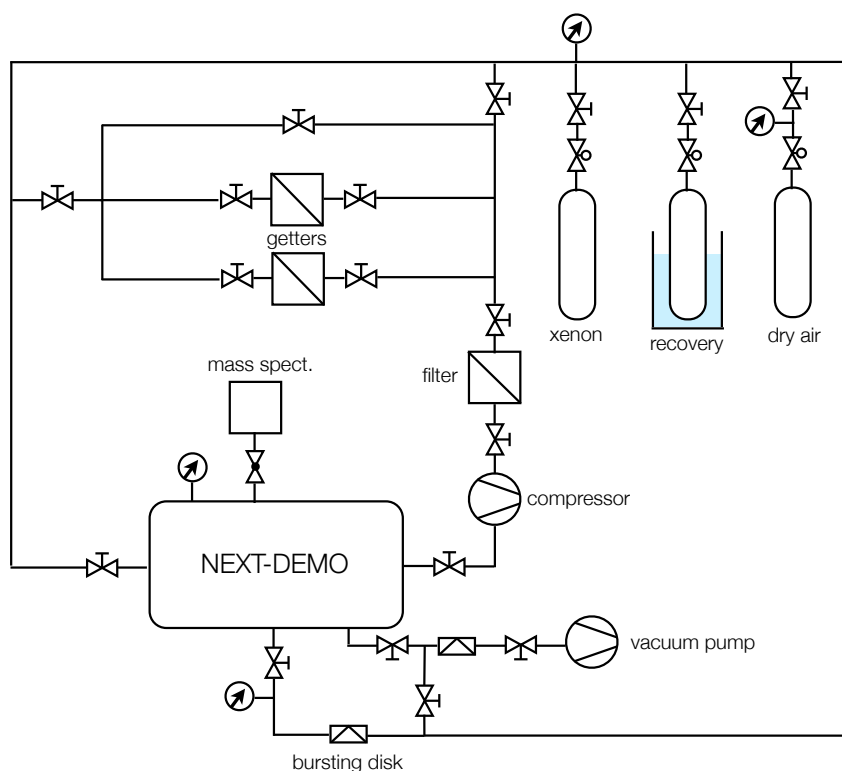 getters
xenon
recovery
dry air
mass spect.
filter
compressor
NEXT-DEMO
vacuum pump
bursting disk